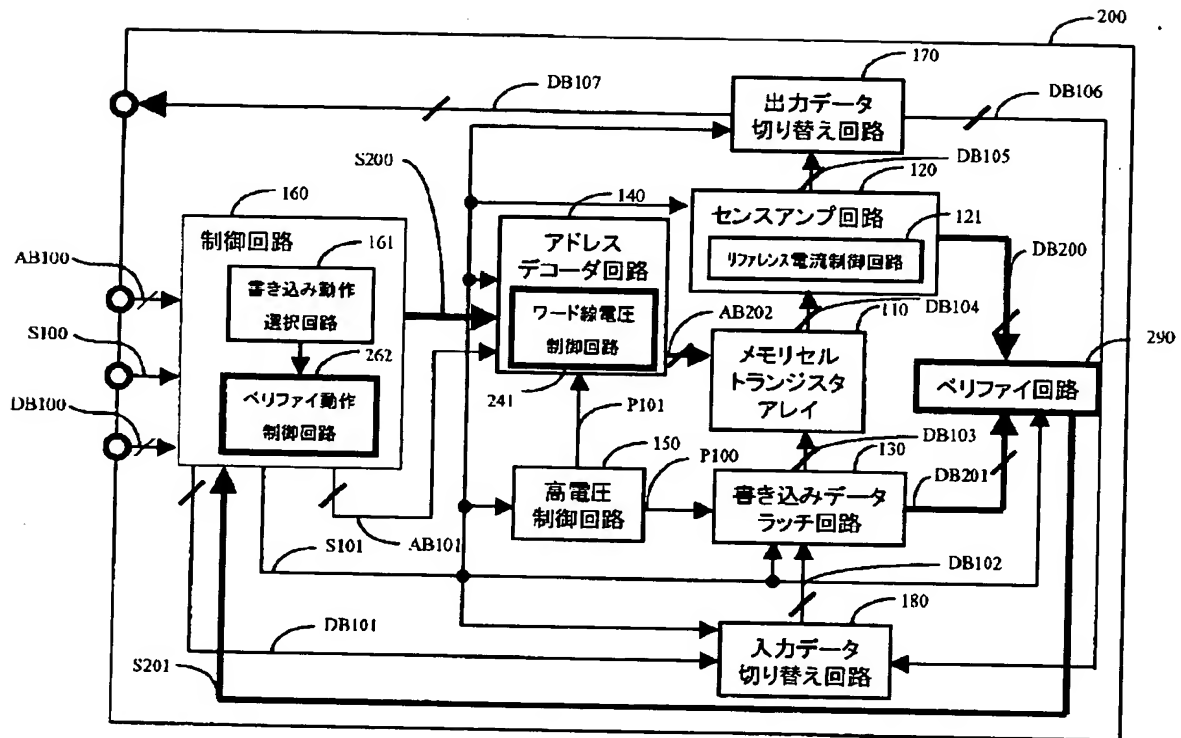 200
170
DB107
出力データ
切り替え回路
DB106
S200
DB105
160
140
120
制御回路
アドレス
デコーダ回路
センスアンプ回路
161
121
AB100
書き込み動作
選択回路
リファレンス電流制御回路
DB200
ワード線電圧
制御回路
AB202
DB104
110
S100
262
メモリセル
トランジスタ
アレイ
290
ベリファイ回路
DB100
ベリファイ動作
制御回路
241
P101
DB103
150
P100
130
高電圧
制御回路
書き込みデータ
ラッチ回路
DB201
S101
AB101
DB102
180
DB101
入力データ
切り替え回路
S201